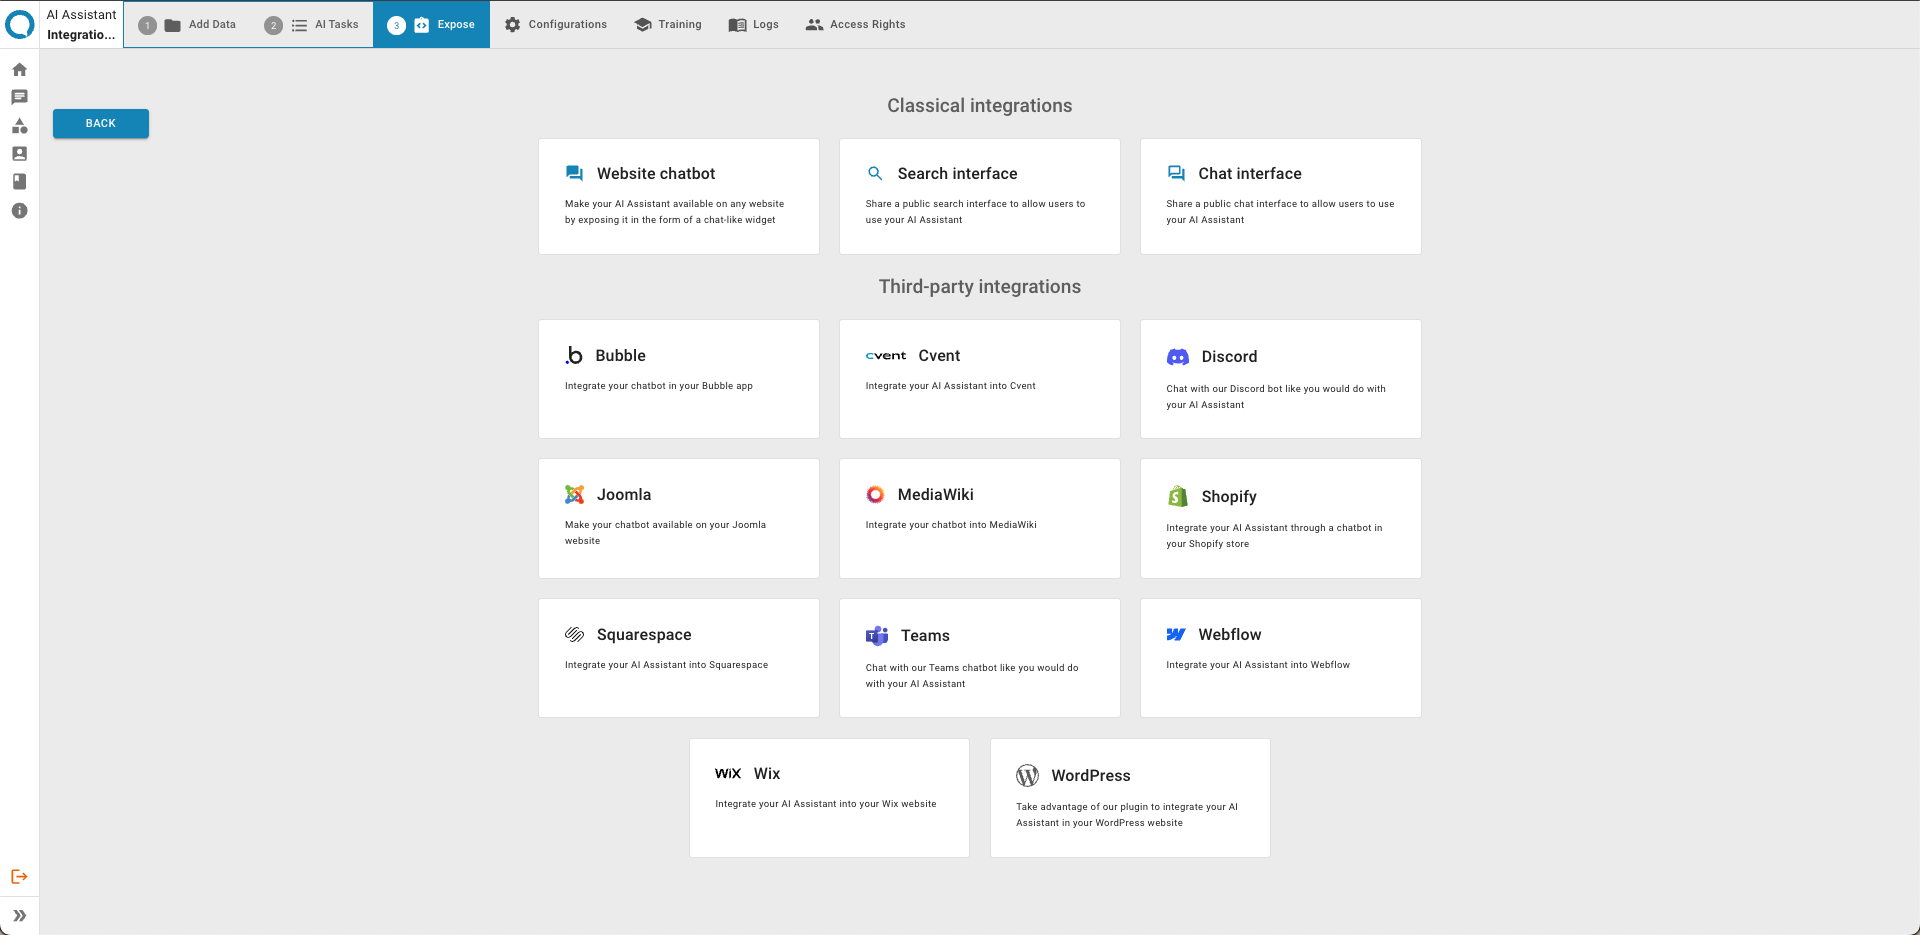 AI Assistant
Integratio...
1 Add Data
2 AI Tasks
3 Expose
Configurations
Training
Logs
Access Rights
BACK
Classical integrations
Website chatbot
Make your AI Assistant available on any website
by exposing it in the form of a chat-like widget
Search interface
Share a public search interface to allow users to
use your AI Assistant
Chat interface
Share a public chat interface to allow users to use
your AI Assistant
Third-party integrations
b Bubble
Integrate your chatbot in your Bubble app
cvent Cvent
Integrate your AI Assistant into Cvent
Discord
Chat with our Discord bot like you would do with
your AI Assistant
Joomla
Make your chatbot available on your Joomla
website
MediaWiki
Integrate your chatbot into MediaWiki
S Shopify
Integrate your AI Assistant through a chatbot in
your Shopify store
Squarespace
Integrate your AI Assistant into Squarespace
T Teams
Chat with our Teams chatbot like you would do
with your AI Assistant
Webflow
Integrate your AI Assistant into Webflow
WiX Wix
Integrate your AI Assistant into your Wix website
W WordPress
Take advantage of our plugin to integrate your AI
Assistant in your WordPress website